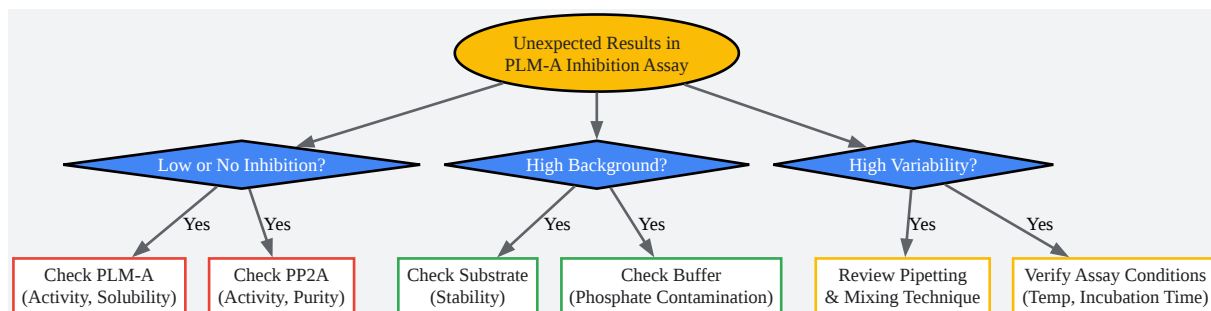 Unexpected Results in
PLM-A Inhibition Assay
Low or No Inhibition?
High Background?
High Variability?
Yes
Yes
Yes
Yes
Yes
Yes
Check PLM-A
(Activity, Solubility)
Check PP2A
(Activity, Purity)
Check Substrate
(Stability)
Check Buffer
(Phosphate Contamination)
Review Pipetting
& Mixing Technique
Verify Assay Conditions
(Temp, Incubation Time)